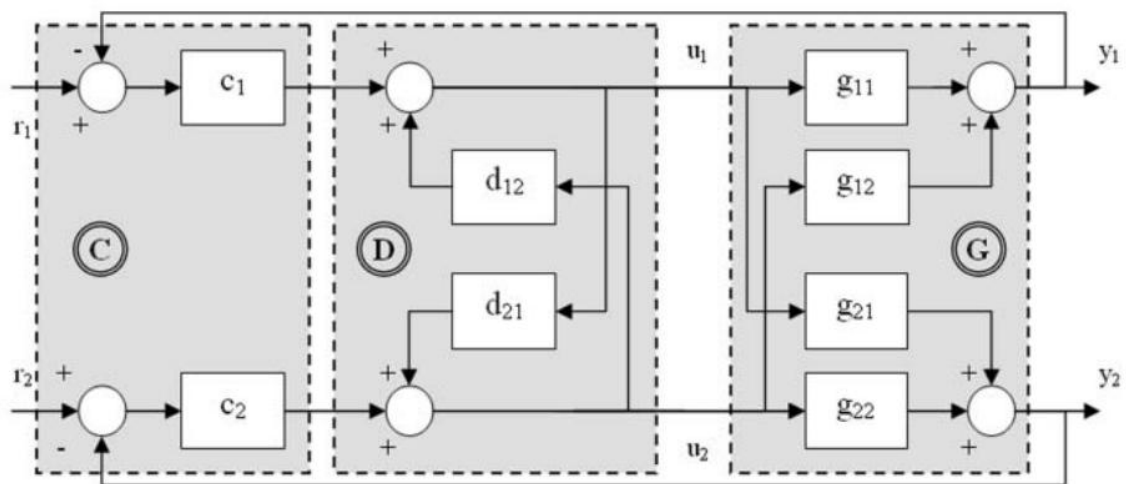 -
+
+
u₁
y₁
c₁
g₁₁
r₁
+
+
+
d₁₂
g₁₂
C
D
G
d₂₁
g₂₁
r₂
+
+
+
y₂
c₂
g₂₂
-
+
u₂
+